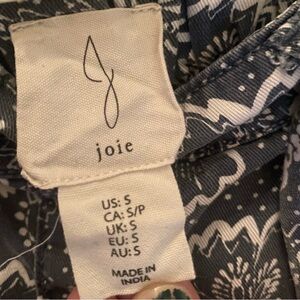 joie
US: S
CA: S/P
UK: S
EU: S
AU: S
MADE IN
INDIA